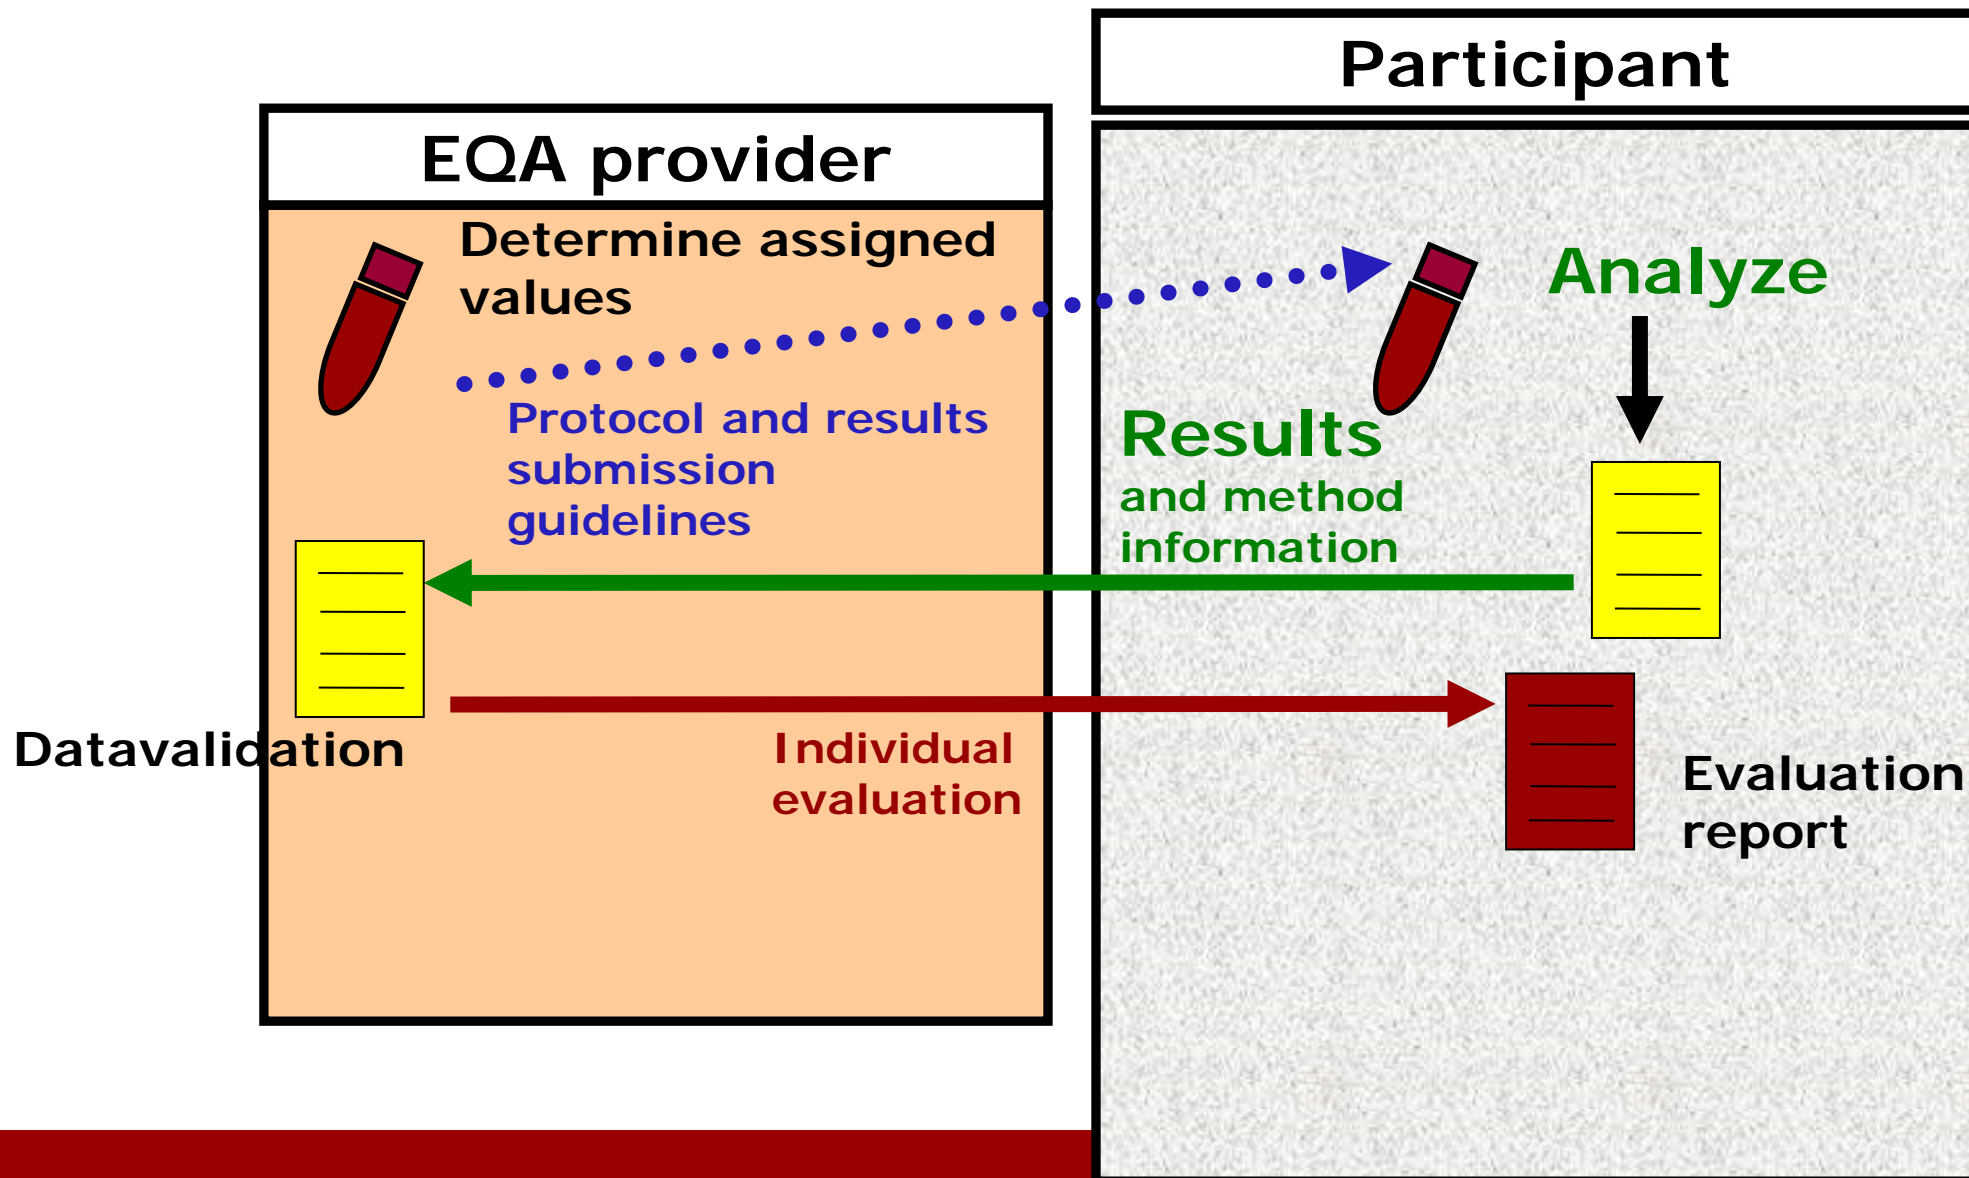 Participant
EQA provider
Determine assigned
values
Analyze
Protocol and results
submission
guidelines
Results
and method
information
Datavalidation
Individual
evaluation
Evaluation
report